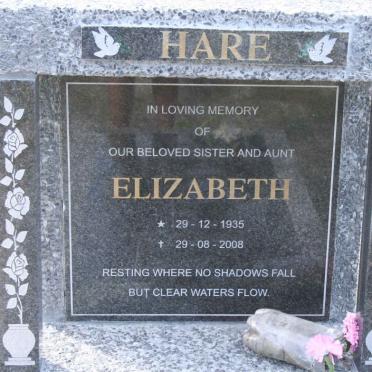 HARE
IN LOVING MEMORY
OF
OUR BELOVED SISTER AND AUNT
ELIZABETH
★ 29 - 12 - 1935
✝ 29 - 08 - 2008
RESTING WHERE NO SHADOWS FALL
BUT CLEAR WATERS FLOW.